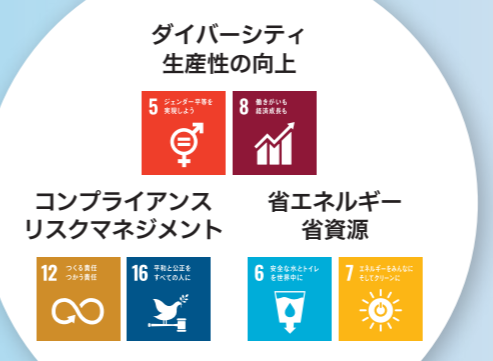 ダイバーシティ
生産性の向上
5 ジェンダー平等を
実現しよう
8 働きがいも
経済成長も
コンプライアンス
リスクマネジメント
12 つくる責任
つかう責任
16 平和と公正を
すべての人に
省エネルギー
省資源
6 安全な水とトイレ
を世界中に
7 エネルギーをみんなに
そしてクリーンに